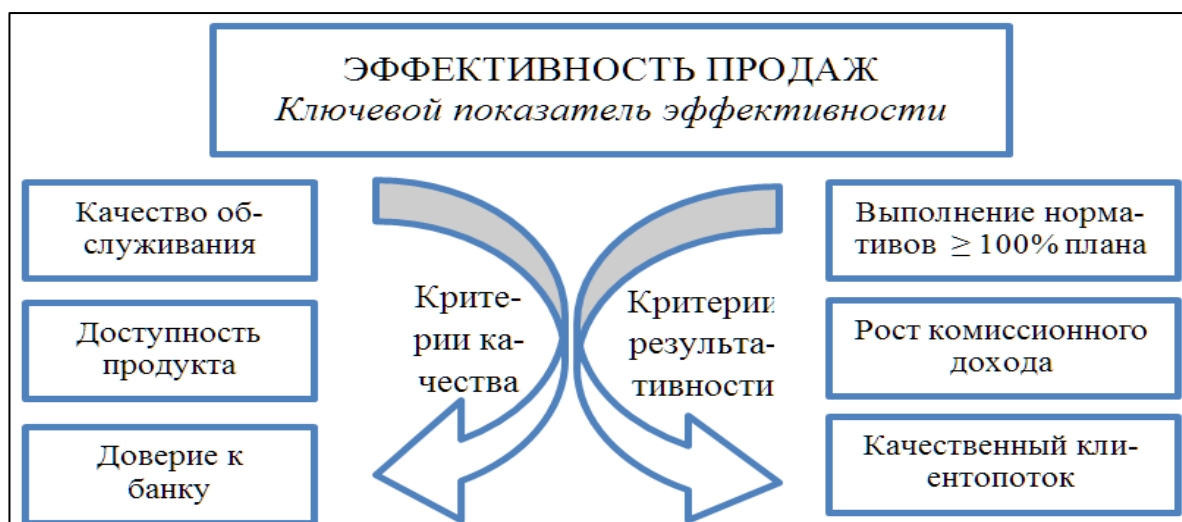 ЭФФЕКТИВНОСТЬ ПРОДАЖ
Ключевой показатель эффективности
Качество об-
служивания
Доступность
продукта
Доверие к
банку
Крите-
рии ка-
чества
Критерии
результа-
тивности
Выполнение норма-
тивов ≥ 100% плана
Рост комиссионного
дохода
Качественный кли-
ентопоток